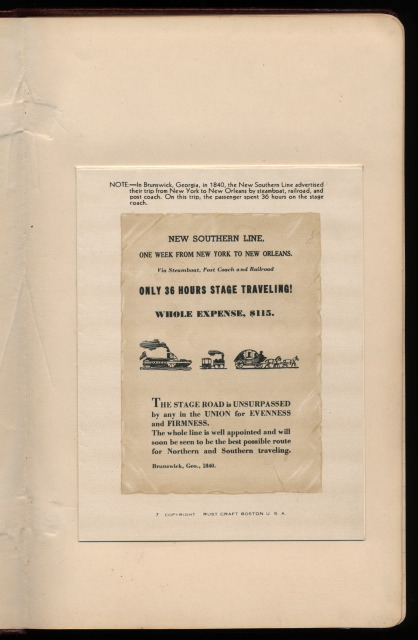 NOTE:—In Brunswick, Georgia, in 1840, the New Southern Line advertised
their trip from New York to New Orleans by steamboat, railroad, and
post coach. On this trip, the passenger spent 36 hours on the stage
coach.
NEW SOUTHERN LINE,
ONE WEEK FROM NEW YORK TO NEW ORLEANS.
Via Steamboat, Post Coach and Railroad
ONLY 36 HOURS STAGE TRAVELING!
WHOLE EXPENSE, $115.
THE STAGE ROAD is UNSURPASSED
by any in the UNION for EVENNESS
and FIRMNESS.
The whole line is well appointed and will
soon be seen to be the best possible route
for Northern and Southern traveling.
Brunswick, Geo., 1840.
7 COPYRIGHT RUST CRAFT BOSTON U. S. A.